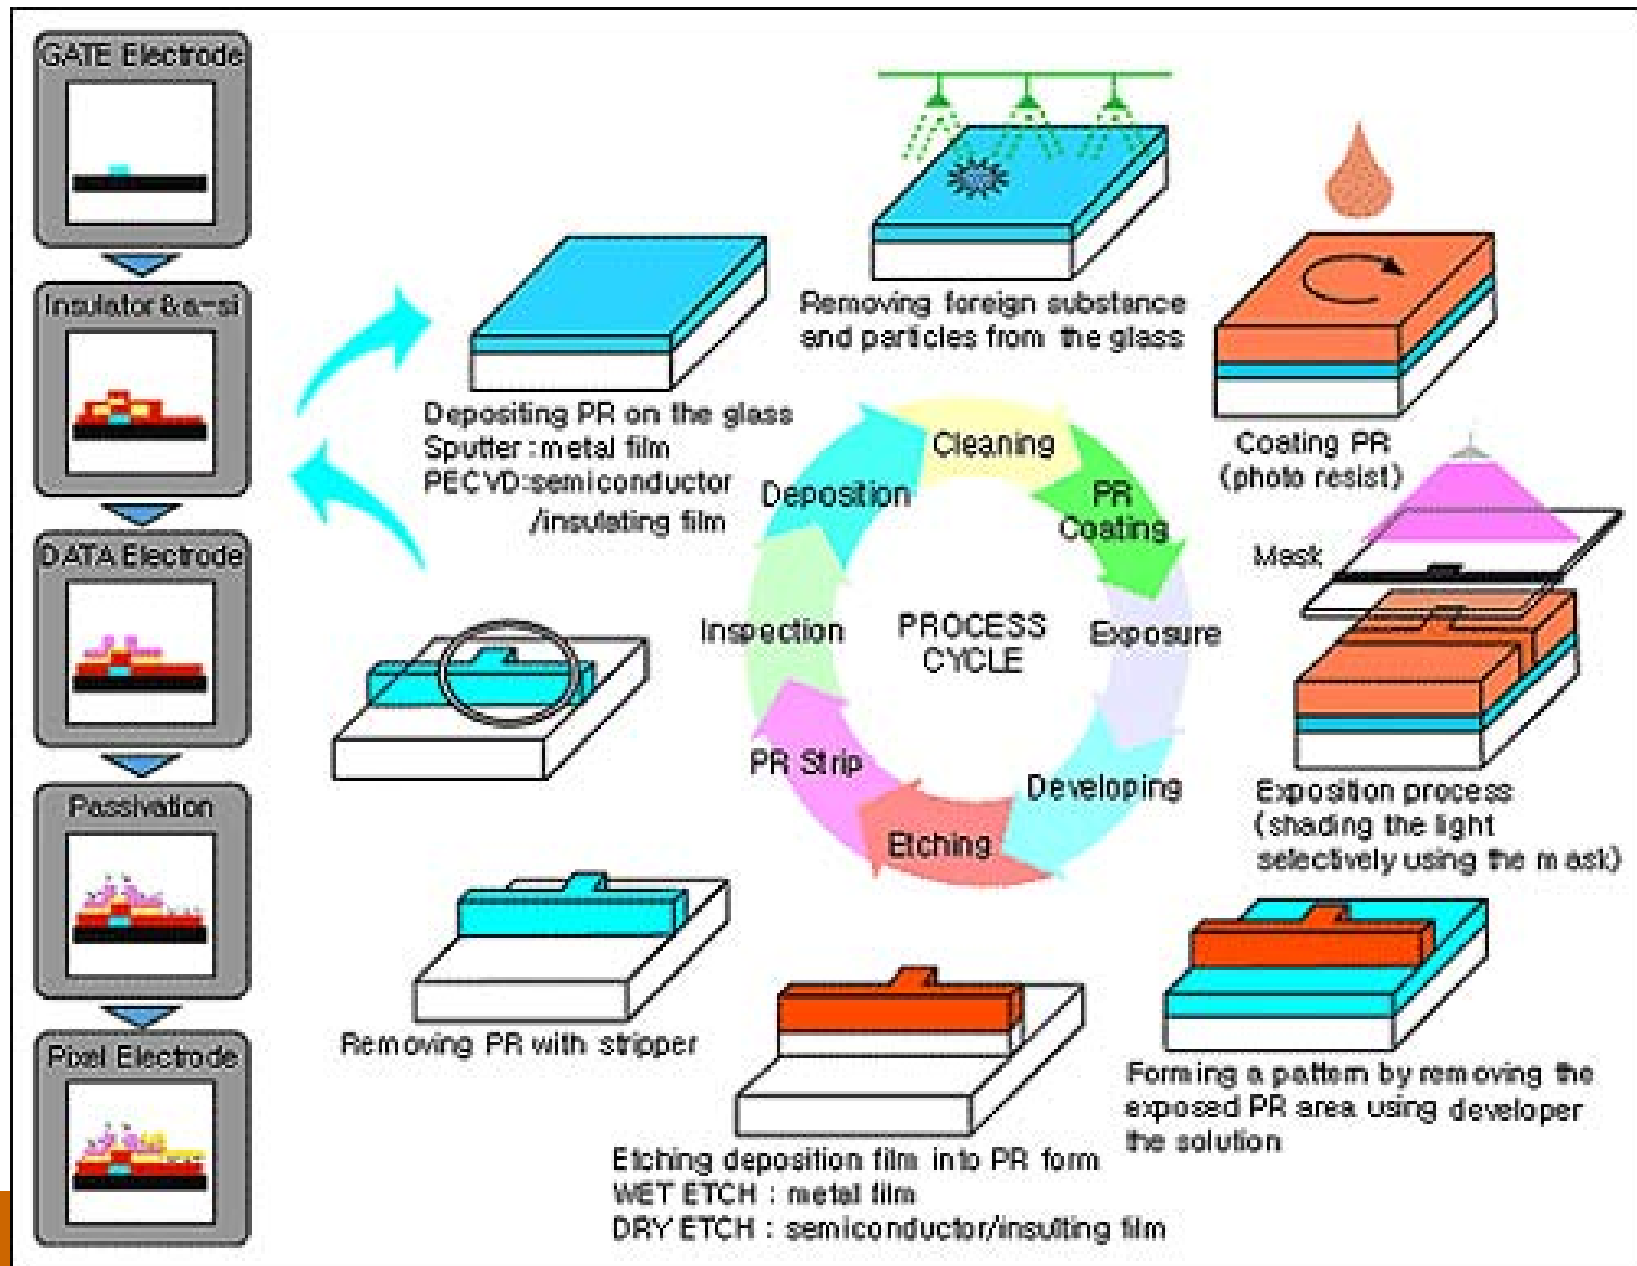 GATE Electrode
Insulator &a-si
DATA Electrode
Passivation
Pixel Electrode
Depositing PR on the glass
Sputter : metal film
PECVD:semiconductor
/insulating film
Removing foreign substance
and particles from the glass
Coating PR
(photo resist)
Mask
Exposition process
(shading the light
selectively using the mask)
Forming a pattern by removing the
exposed PR area using developer
the solution
Etching deposition film into PR form
WET ETCH : metal film
DRY ETCH : semiconductor/insulting film
Removing PR with stripper
PROCESS
CYCLE
Deposition
Cleaning
PR
Coating
Exposure
Developing
Etching
PR Strip
Inspection